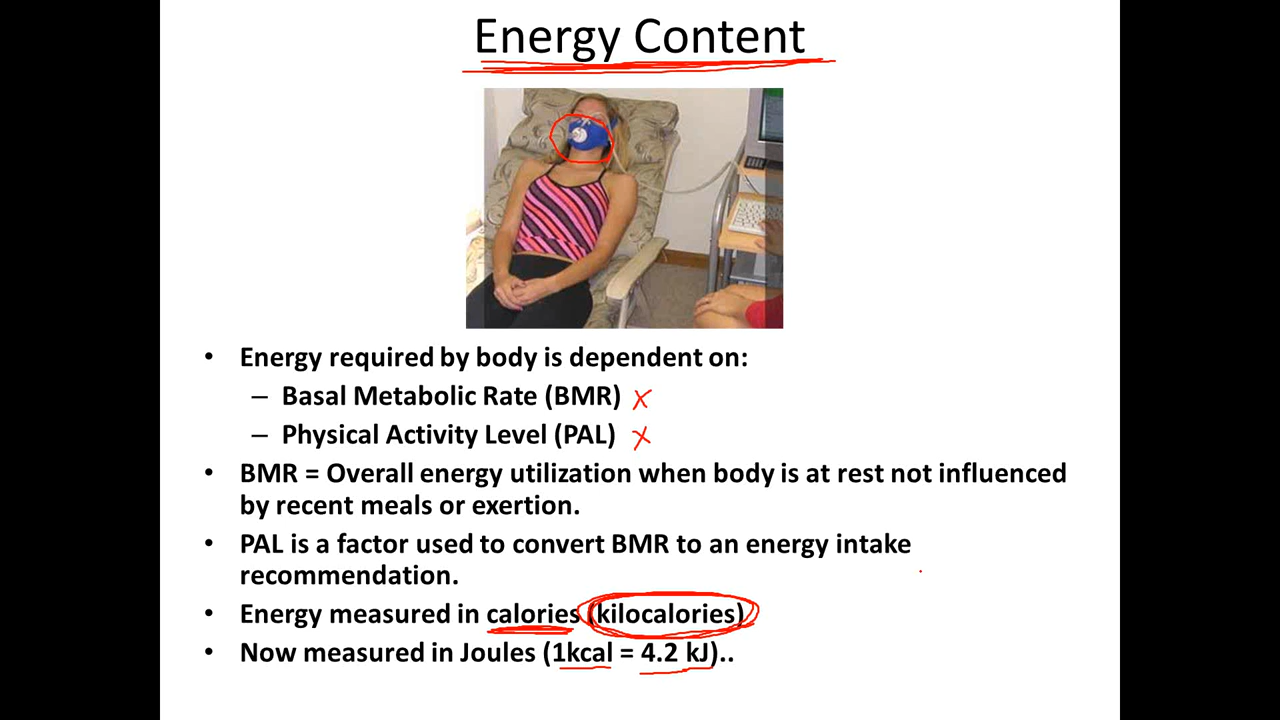 Energy Content
• Energy required by body is dependent on:
– Basal Metabolic Rate (BMR) x
– Physical Activity Level (PAL) x
• BMR = Overall energy utilization when body is at rest not influenced
by recent meals or exertion.
• PAL is a factor used to convert BMR to an energy intake
recommendation.
• Energy measured in calories (kilocalories)
• Now measured in Joules (1kcal = 4.2 kJ)..